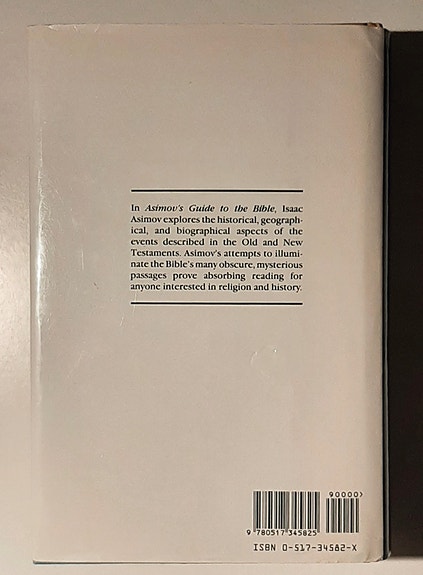 In Asimov's Guide to the Bible, Isaac
Asimov explores the historical, geograph-
ical, and biographical aspects of the
events described in the Old and New
Testaments. Asimov's attempts to illumi-
nate the Bible's many obscure, mysterious
passages prove absorbing reading for
anyone interested in religion and history.
90000>
9 780517 345825
ISBN 0-517-34582-X